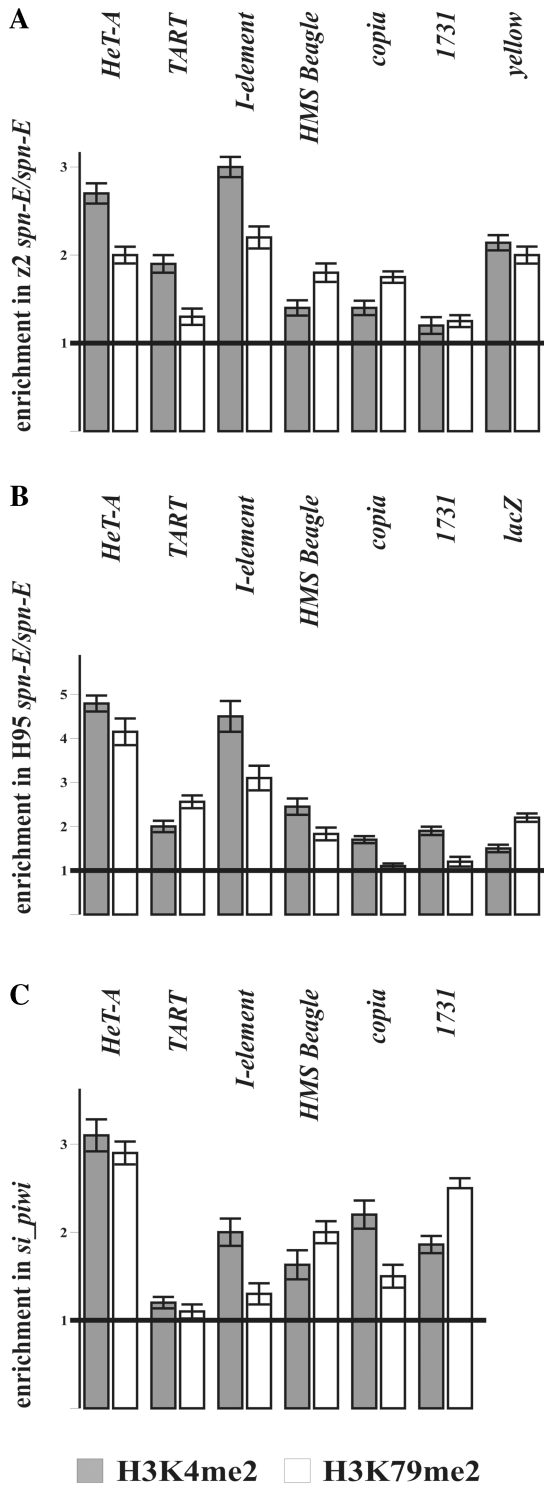 A
HeT-A
TART
I-element
HMS Beagle
copia
1731
yellow
enrichment in z2 spn-E/spn-E
3
2
1
B
HeT-A
TART
I-element
HMS Beagle
copia
1731
lacZ
enrichment in H95 spn-E/spn-E
5
4
3
2
1
C
HeT-A
TART
I-element
HMS Beagle
copia
1731
enrichment in si_piwi
3
2
1
H3K4me2
H3K79me2